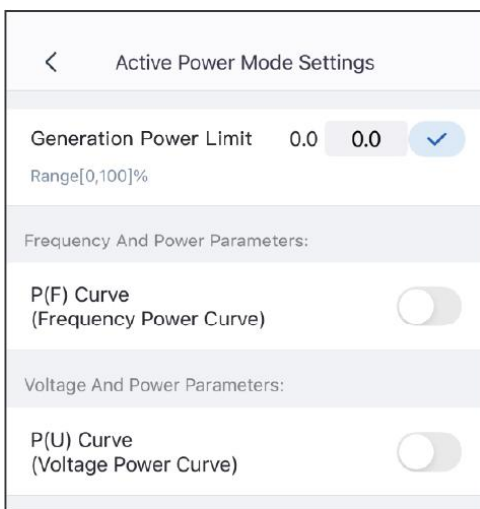 Active Power Mode Settings
Generation Power Limit 0.0 0.0
Range[0,100]%
Frequency And Power Parameters:
P(F) Curve
(Frequency Power Curve)
Voltage And Power Parameters:
P(U) Curve
(Voltage Power Curve)